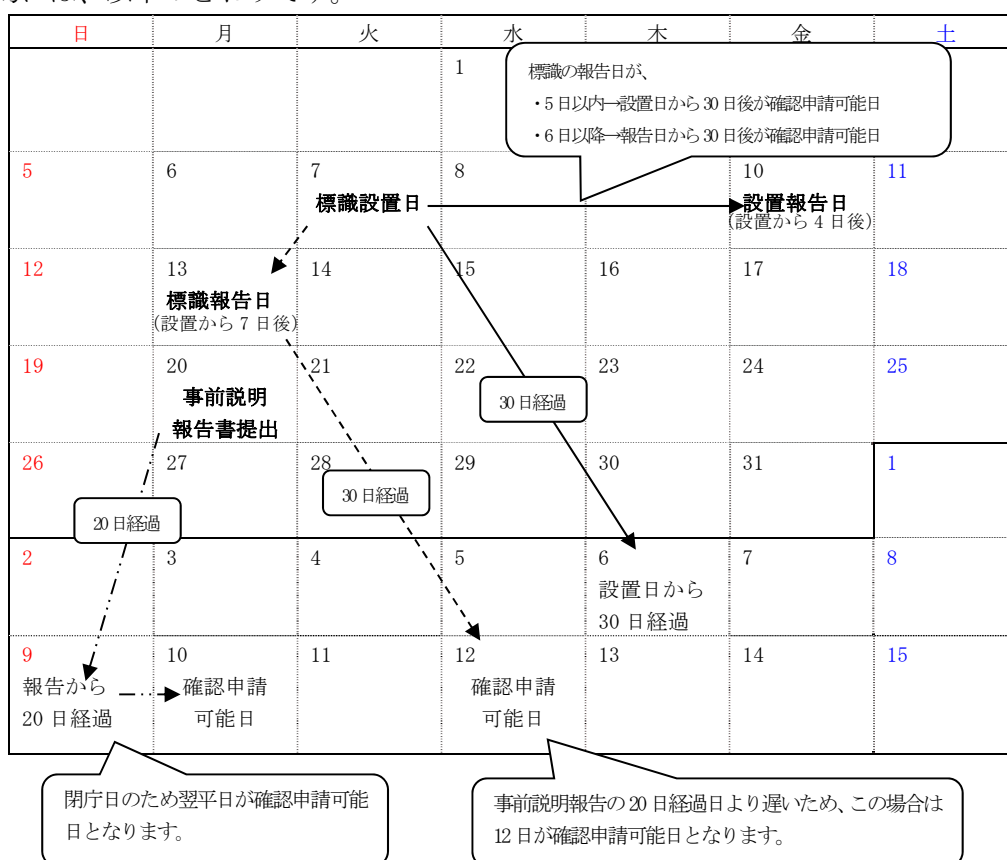 は、以下のとおりです。
日 月 火 水 木 金 土
1
標識の報告日が、
・5日以内→設置日から30日後が確認申請可能日
・6日以降→報告日から30日後が確認申請可能日
5 6 7 8 10 11
標識設置日 設置報告日
(設置から4日後)
12 13 14 15 16 17 18
標識報告日
(設置から7日後)
19 20 21 22 23 24 25
事前説明
報告書提出
30日経過
26 27 28 29 30 31 1
30日経過
20日経過
2 3 4 5 6 7 8
設置日から
30日経過
9 10 11 12 13 14 15
報告から 確認申請 確認申請
20日経過 可能日 可能日
閉庁日のため翌平日が確認申請可能
日となります。
事前説明報告の20日経過日より遅いため、この場合は
12日が確認申請可能日となります。